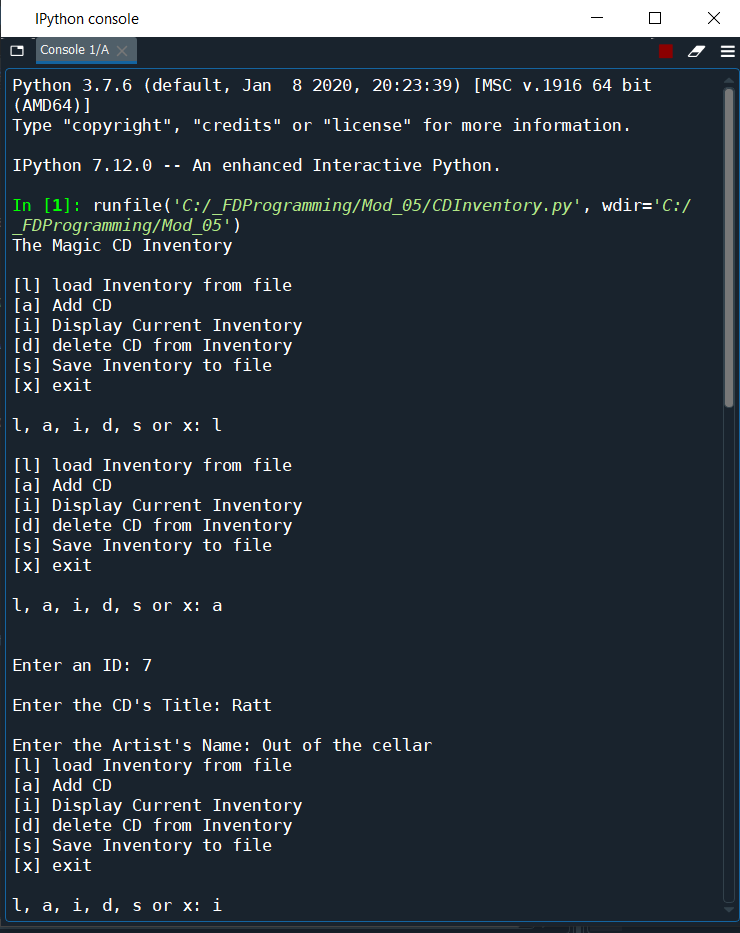 IPython console
Console 1/A
Python 3.7.6 (default, Jan  8 2020, 20:23:39) [MSC v.1916 64 bit
(AMD64)]
Type "copyright", "credits" or "license" for more information.
IPython 7.12.0 -- An enhanced Interactive Python.
In [1]: runfile('C:/_FDProgramming/Mod_05/CDInventory.py', wdir='C:/
_FDProgramming/Mod_05')
The Magic CD Inventory
[l] load Inventory from file
[a] Add CD
[i] Display Current Inventory
[d] delete CD from Inventory
[s] Save Inventory to file
[x] exit
l, a, i, d, s or x: l
[l] load Inventory from file
[a] Add CD
[i] Display Current Inventory
[d] delete CD from Inventory
[s] Save Inventory to file
[x] exit
l, a, i, d, s or x: a
Enter an ID: 7
Enter the CD's Title: Ratt
Enter the Artist's Name: Out of the cellar
[l] load Inventory from file
[a] Add CD
[i] Display Current Inventory
[d] delete CD from Inventory
[s] Save Inventory to file
[x] exit
l, a, i, d, s or x: i